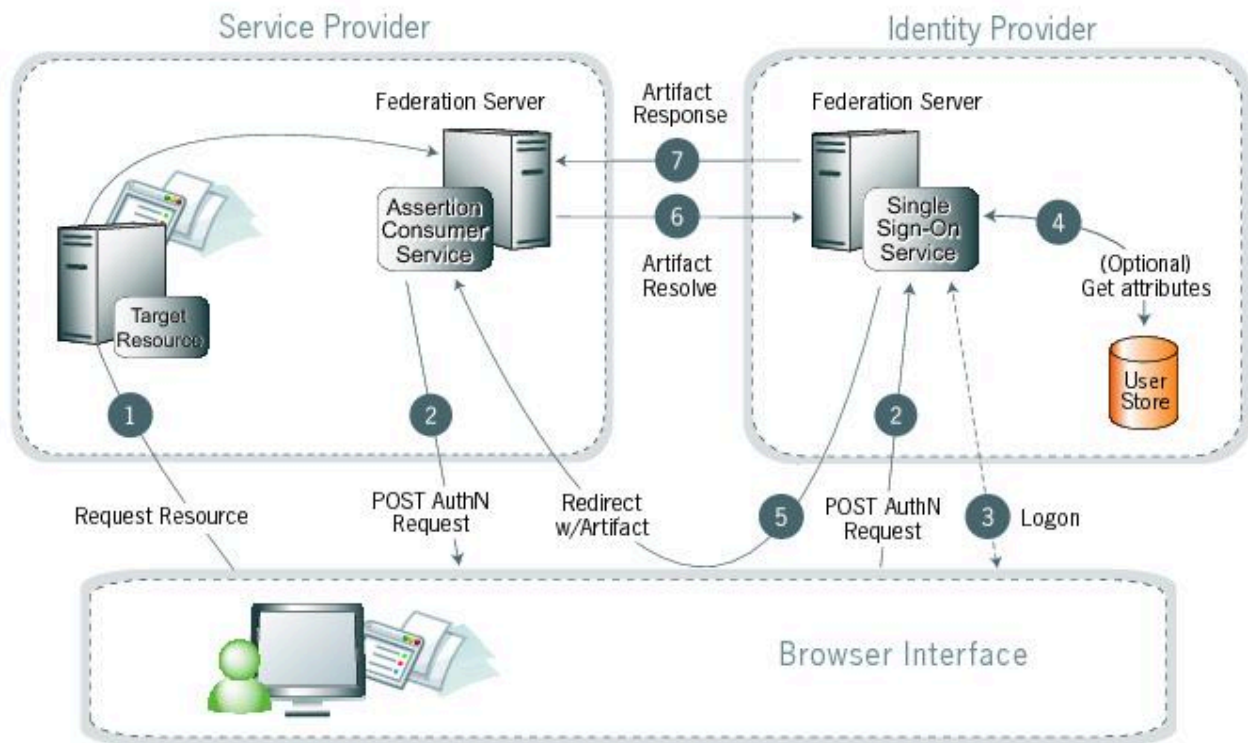 Service Provider
Identity Provider
Federation Server
Artifact
Response
Federation Server
7
Assertion
Consumer
Service
6
Single
Sign-On
Service
4
Artifact
Resolve
(Optional)
Get attributes
Target
Resource
User
Store
1
2
2
Request Resource
POST AuthN
Request
Redirect
w/Artifact
5
POST AuthN
Request
3
Logon
Browser Interface